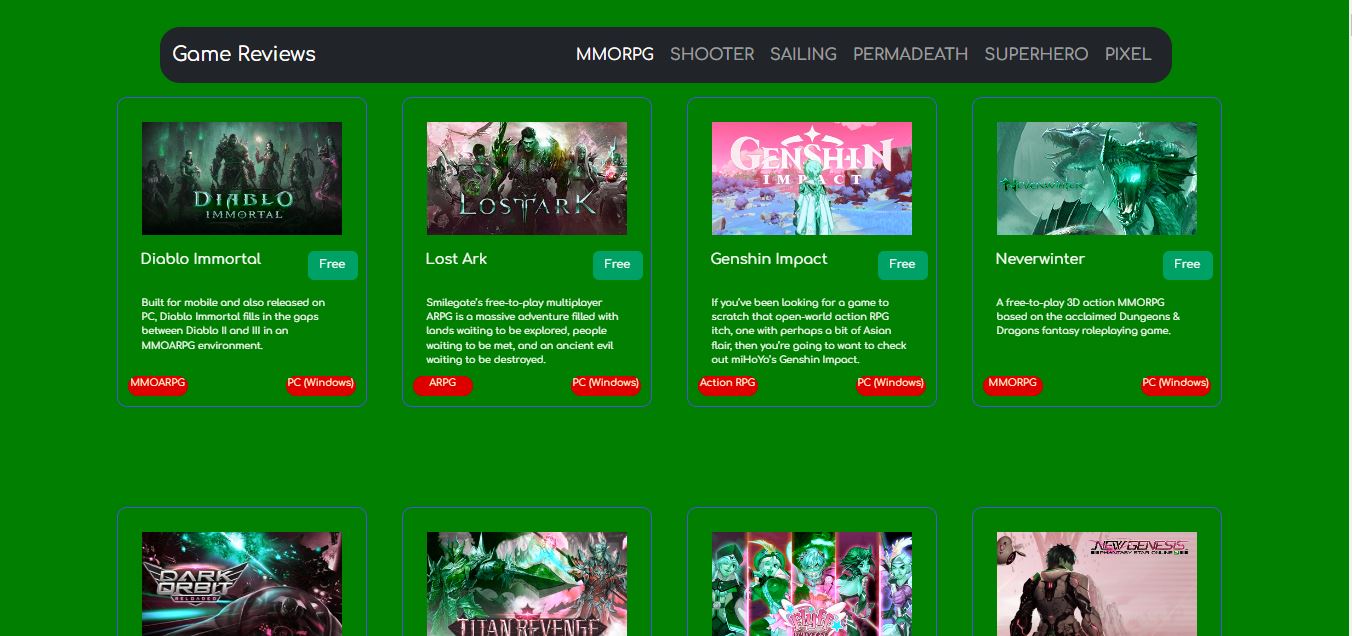 Game Reviews
MMORPG SHOOTER SAILING PERMADEATH SUPERHERO PIXEL
DIABLO
IMMORTAL
Diablo Immortal
Free
Built for mobile and also released on
PC, Diablo Immortal fills in the gaps
between Diablo II and III in an
MMOARPG environment.
MMOARPG
PC (Windows)
LOST ARK
Lost Ark
Free
Smilegate's free-to-play multiplayer
ARPG is a massive adventure filled with
lands waiting to be explored, people
waiting to be met, and an ancient evil
waiting to be destroyed.
ARPG
PC (Windows)
GENSHIN
IMPACT
Genshin Impact
Free
If you've been looking for a game to
scratch that open-world action RPG
itch, one with perhaps a bit of Asian
flair, then you're going to want to check
out miHoYo's Genshin Impact.
Action RPG
PC (Windows)
NEVERWINTER
Neverwinter
Free
A free-to-play 3D action MMORPG
based on the acclaimed Dungeons &
Dragons fantasy roleplaying game.
MMORPG
PC (Windows)
DARK
ORBIT
RELOADED
TITAN REVENGE
NEW GENESIS
PHANTASY STAR ONLINE 2